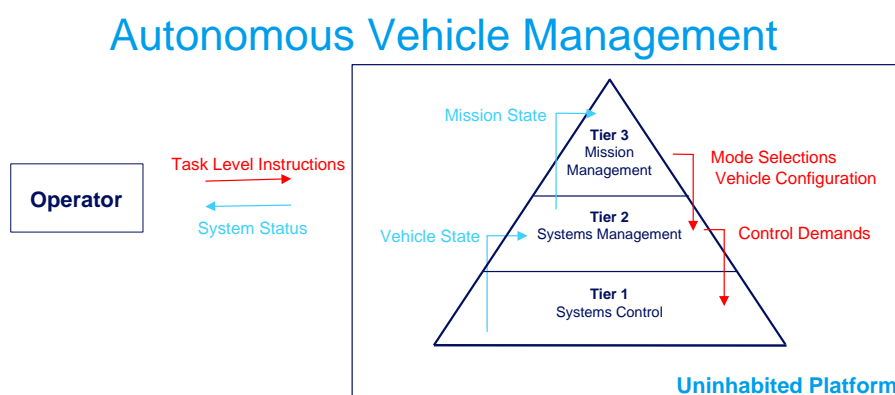 Autonomous Vehicle Management
Mission State
Tier 3
Mission
Management
Mode Selections
Vehicle Configuration
Task Level Instructions
Operator
System Status
Vehicle State
Tier 2
Systems Management
Control Demands
Tier 1
Systems Control
Uninhabited Platform